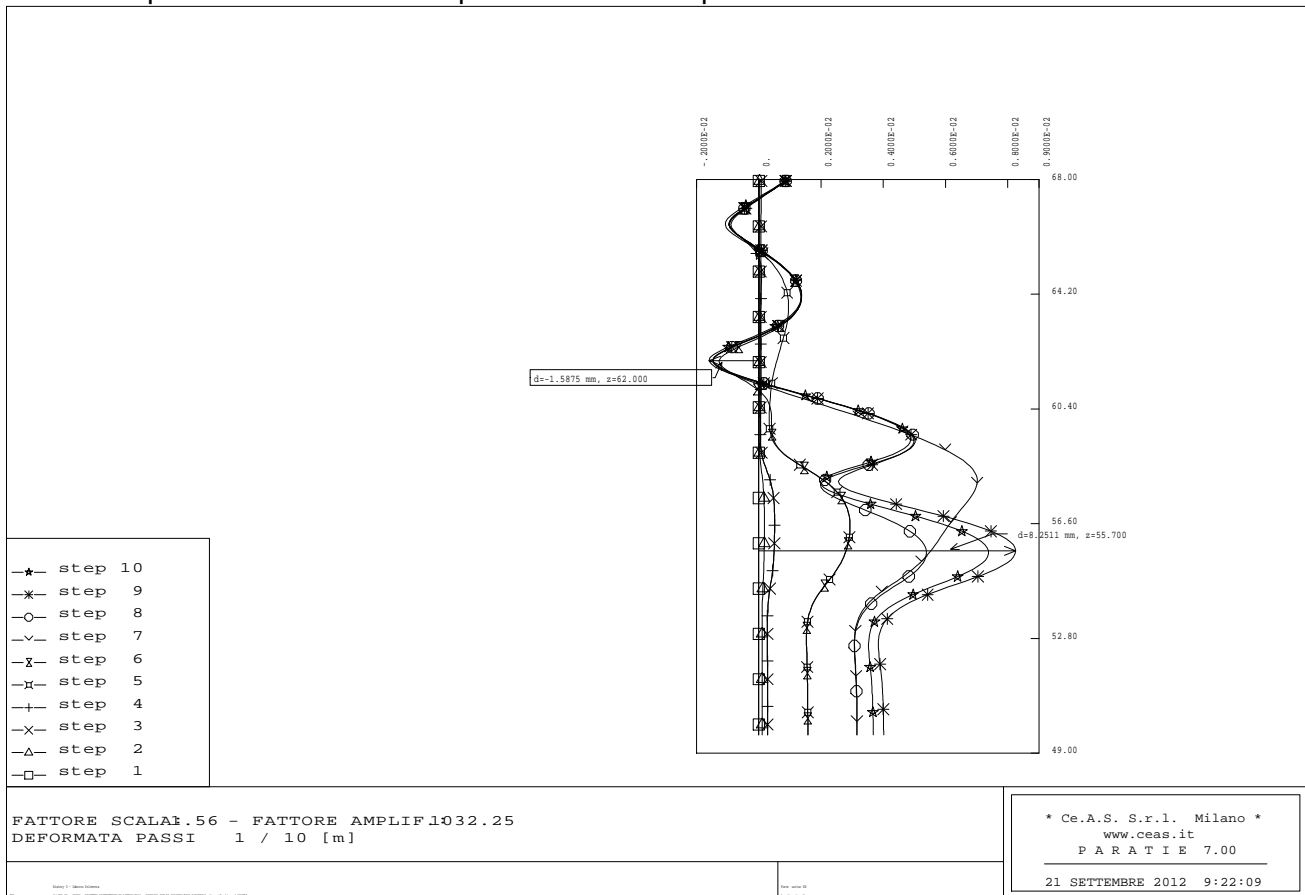 -.2000E-02
0.
0.2000E-02
0.4000E-02
0.6000E-02
0.8000E-02
0.9000E-02
68.00
64.20
d=-1.5875 mm, z=62.000
60.40
56.60
d=8.2511 mm, z=55.700
52.80
49.00
step 10
step 9
step 8
step 7
step 6
step 5
step 4
step 3
step 2
step 1
FATTORE SCALA: 1.56 - FATTORE AMPLIF.: 1032.25
DEFORMATA PASSI 1 / 10 [m]
* Ce.A.S. S.r.l. Milano *
www.ceas.it
P A R A T I E 7.00
21 SETTEMBRE 2012 9:22:09